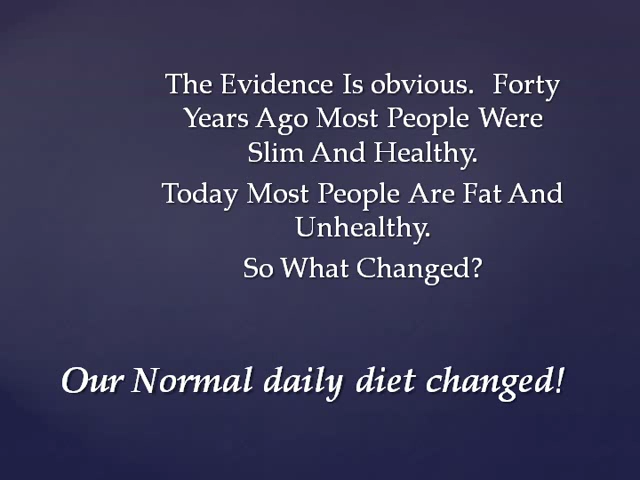 The Evidence Is obvious.  Forty
Years Ago Most People Were
Slim And Healthy.
Today Most People Are Fat And
Unhealthy.
So What Changed?
Our Normal daily diet changed!